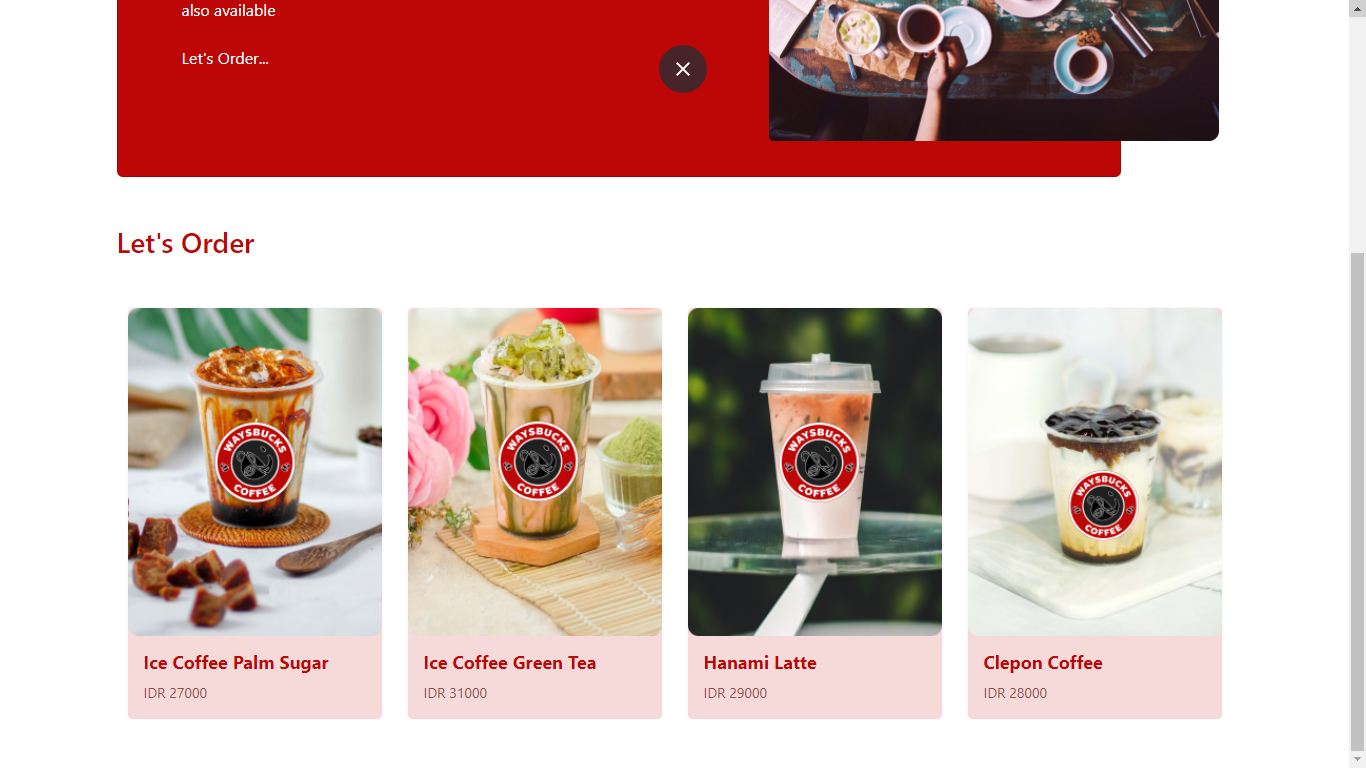 also available
Let's Order...
Let's Order
WAYSBUCKS
COFFEE
WAYSBUCKS
COFFEE
WAYSBUCKS
COFFEE
WAYSBUCKS
COFFEE
Ice Coffee Palm Sugar
IDR 27000
Ice Coffee Green Tea
IDR 31000
Hanami Latte
IDR 29000
Clepon Coffee
IDR 28000